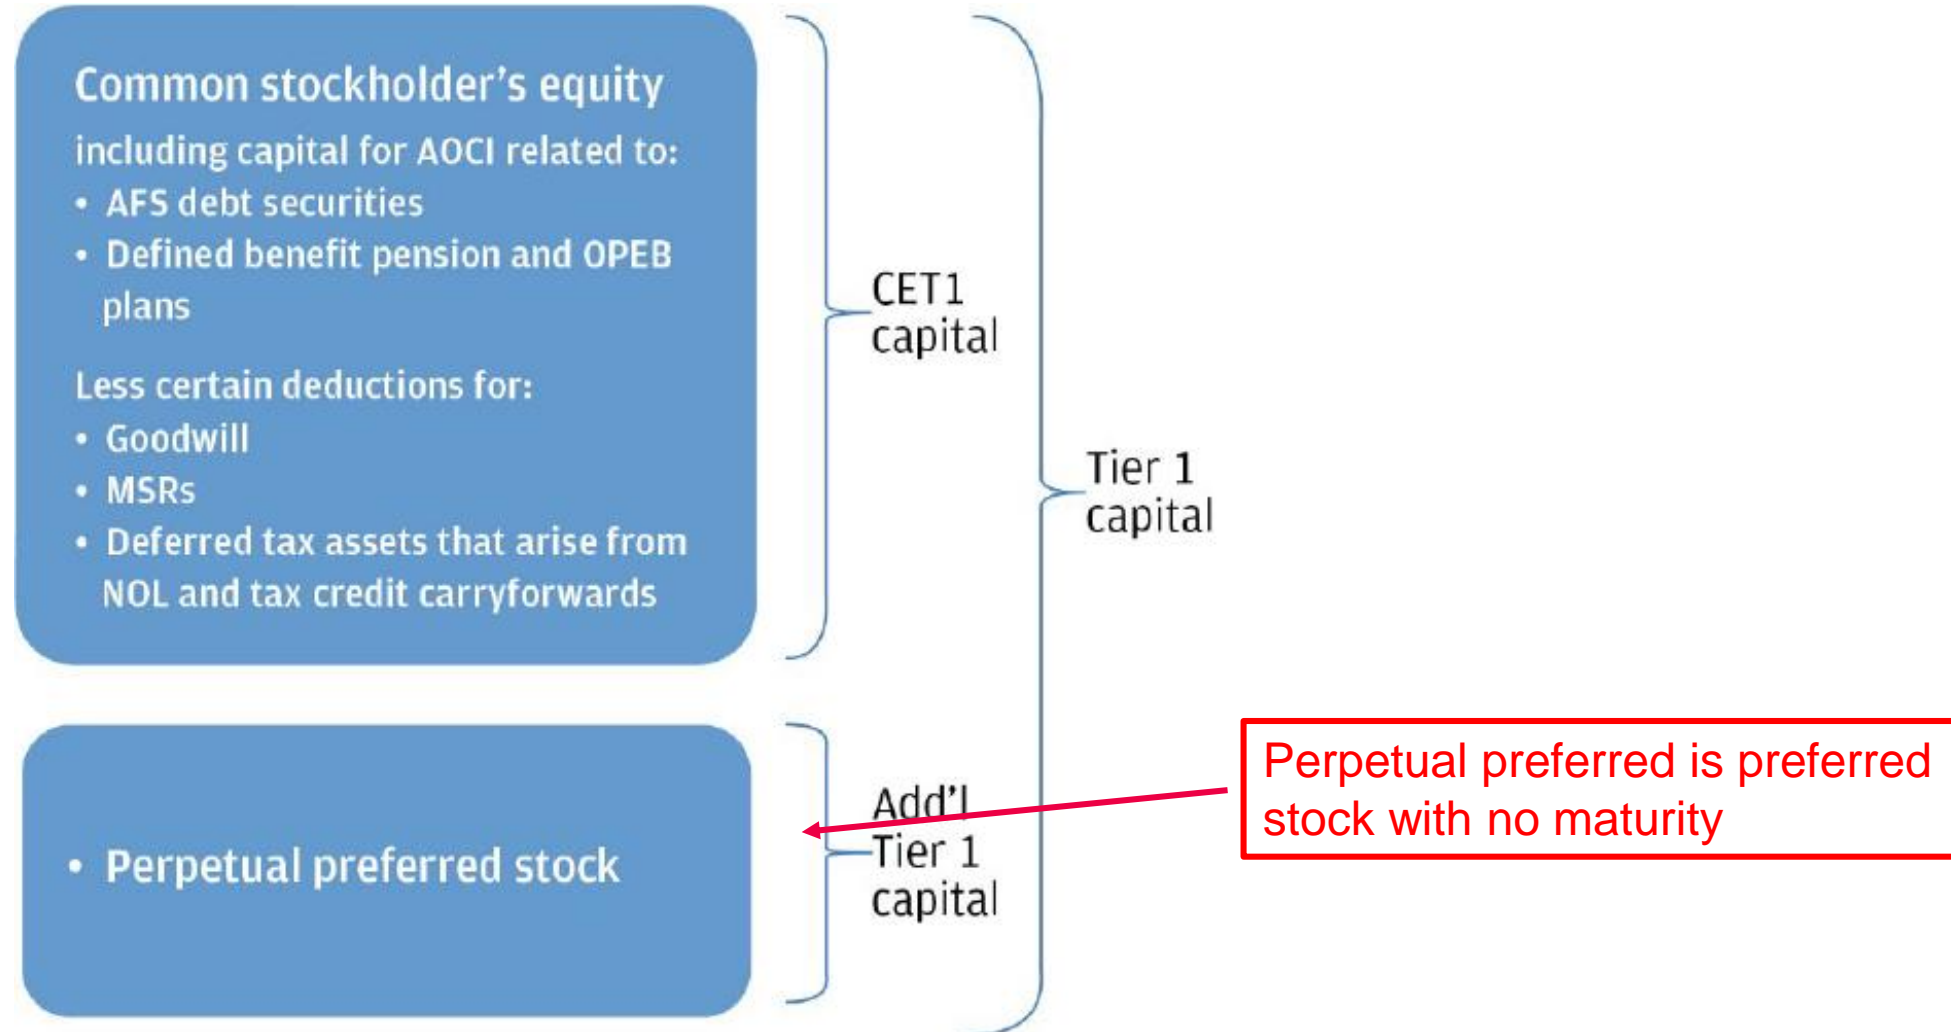 Common stockholder's equity
including capital for AOCI related to:
• AFS debt securities
• Defined benefit pension and OPEB
plans
Less certain deductions for:
• Goodwill
• MSRs
• Deferred tax assets that arise from
NOL and tax credit carryforwards
CET1
capital
Tier 1
capital
• Perpetual preferred stock
Add'l
Tier 1
capital
Perpetual preferred is preferred
stock with no maturity